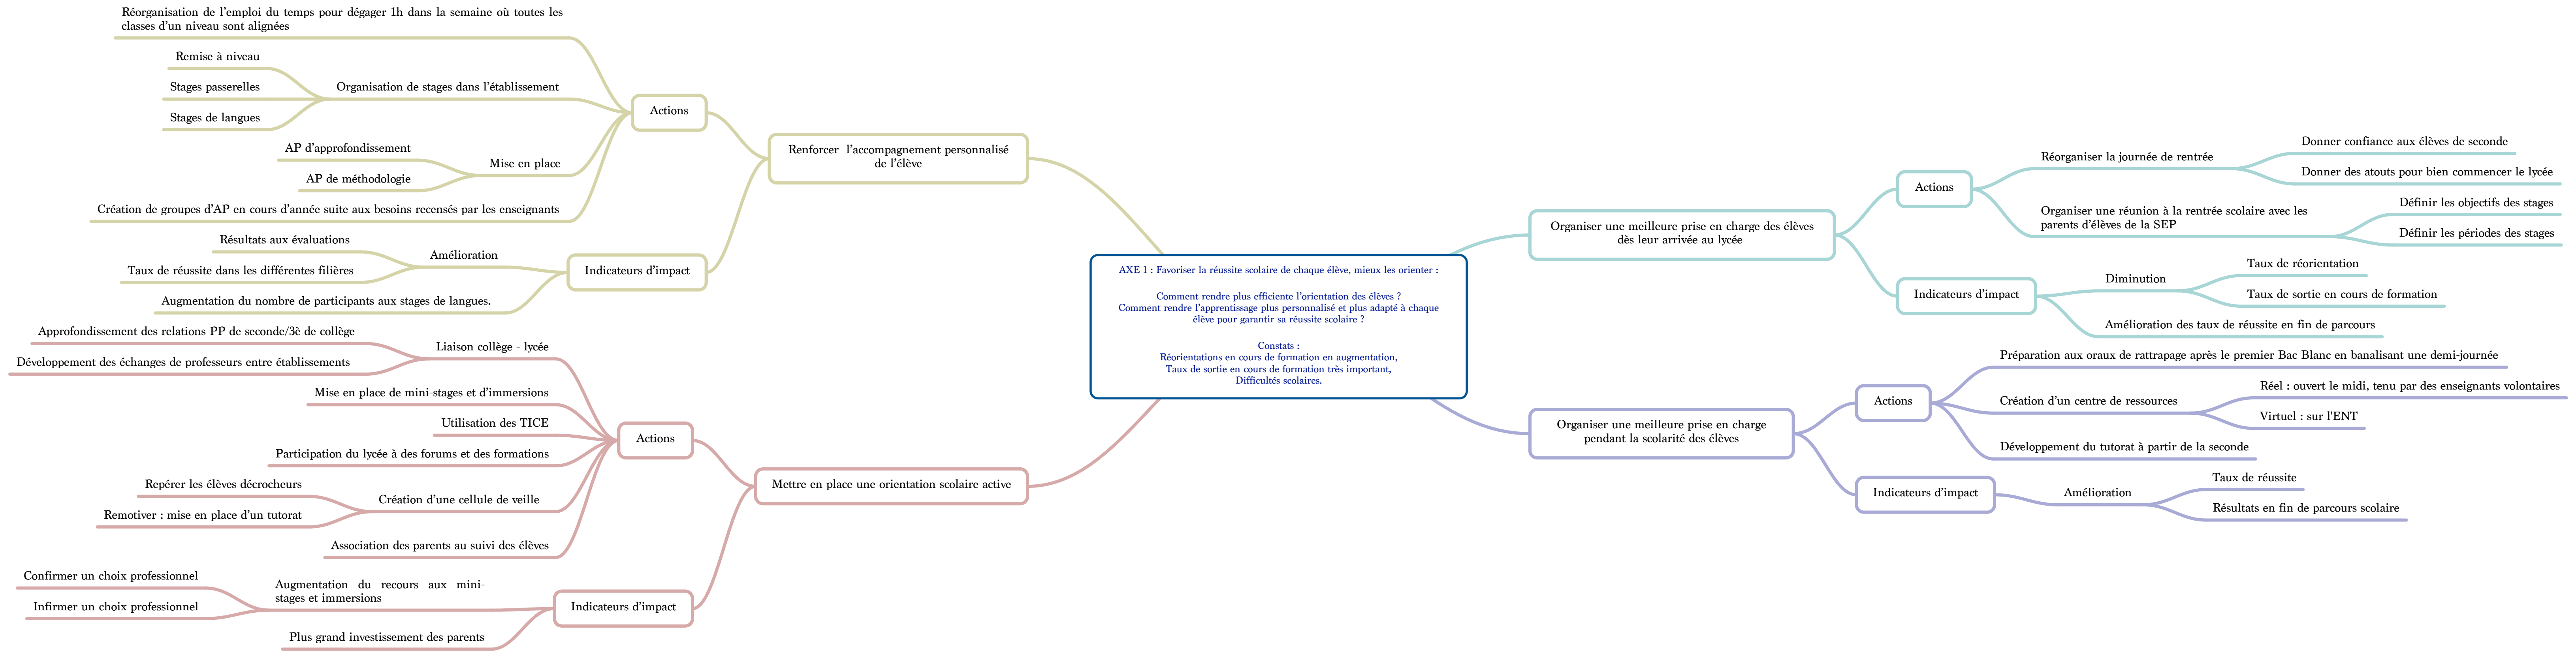 AXE 1 : Favoriser la réussite scolaire de chaque élève, mieux les orienter :
Comment rendre plus efficiente l'orientation des élèves ?
Comment rendre l'apprentissage plus personnalisé et plus adapté à chaque
élève pour garantir sa réussite scolaire ?
Constats :
Réorientations en cours de formation en augmentation,
Taux de sortie en cours de formation très important,
Difficultés scolaires.
Renforcer l'accompagnement personnalisé
de l'élève
Actions
Réorganisation de l'emploi du temps pour dégager 1h dans la semaine où toutes les
classes d'un niveau sont alignées
Organisation de stages dans l'établissement
Remise à niveau
Stages passerelles
Stages de langues
Mise en place
AP d'approfondissement
AP de méthodologie
Création de groupes d'AP en cours d'année suite aux besoins recensés par les enseignants
Indicateurs d'impact
Amélioration
Résultats aux évaluations
Taux de réussite dans les différentes filières
Augmentation du nombre de participants aux stages de langues.
Mettre en place une orientation scolaire active
Actions
Liaison collège - lycée
Approfondissement des relations PP de seconde/3è de collège
Développement des échanges de professeurs entre établissements
Mise en place de mini-stages et d'immersions
Utilisation des TICE
Participation du lycée à des forums et des formations
Création d'une cellule de veille
Repérer les élèves décrocheurs
Remotiver : mise en place d'un tutorat
Association des parents au suivi des élèves
Indicateurs d'impact
Augmentation du recours aux mini-
stages et immersions
Confirmer un choix professionnel
Infirmer un choix professionnel
Plus grand investissement des parents
Organiser une meilleure prise en charge des élèves
dès leur arrivée au lycée
Actions
Réorganiser la journée de rentrée
Donner confiance aux élèves de seconde
Donner des atouts pour bien commencer le lycée
Organiser une réunion à la rentrée scolaire avec les
parents d'élèves de la SEP
Définir les objectifs des stages
Définir les périodes des stages
Indicateurs d'impact
Diminution
Taux de réorientation
Taux de sortie en cours de formation
Amélioration des taux de réussite en fin de parcours
Organiser une meilleure prise en charge
pendant la scolarité des élèves
Actions
Préparation aux oraux de rattrapage après le premier Bac Blanc en banalisant une demi-journée
Création d'un centre de ressources
Réel : ouvert le midi, tenu par des enseignants volontaires
Virtuel : sur l'ENT
Développement du tutorat à partir de la seconde
Indicateurs d'impact
Amélioration
Taux de réussite
Résultats en fin de parcours scolaire